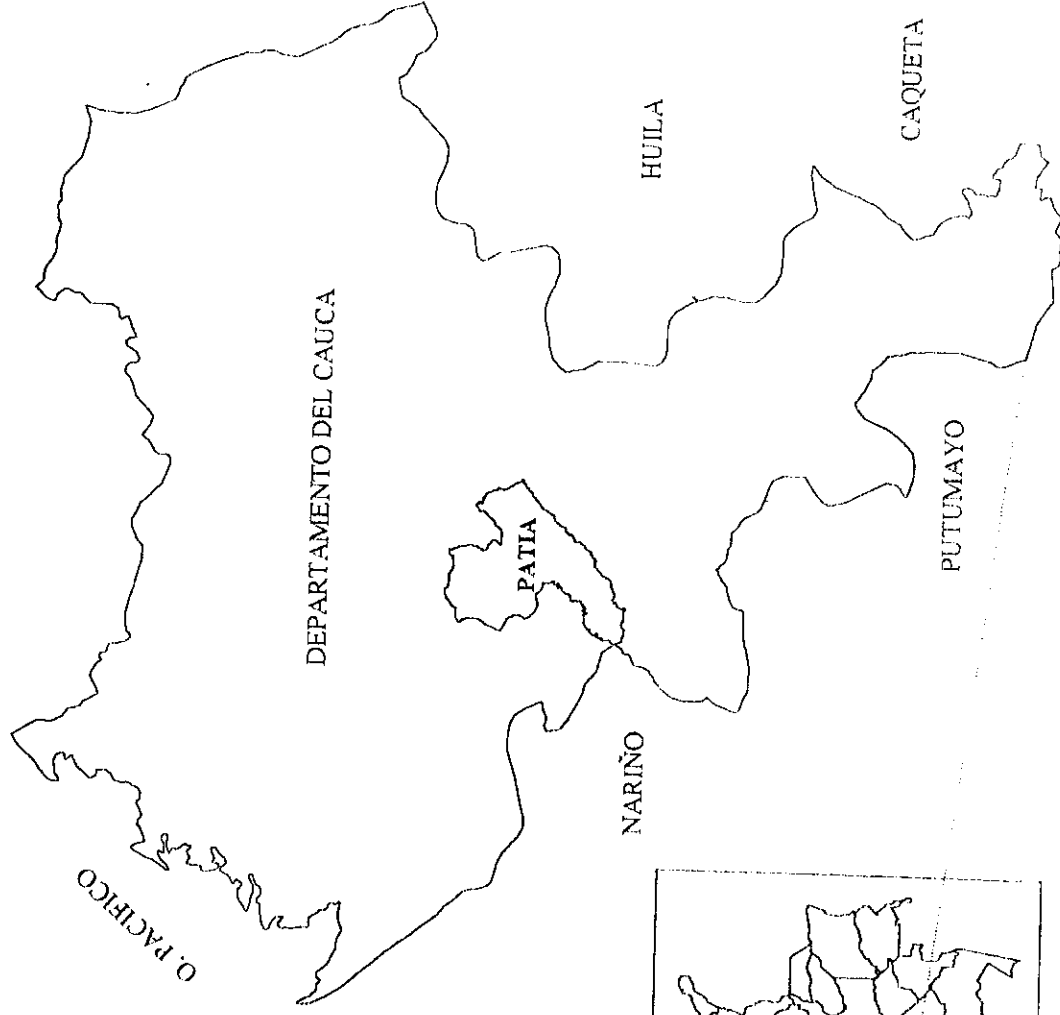 O. PACIFICO
DEPARTAMENTO DEL CAUCA
PATIA
HUILA
CAQUETA
NARIÑO
PUTUMAYO